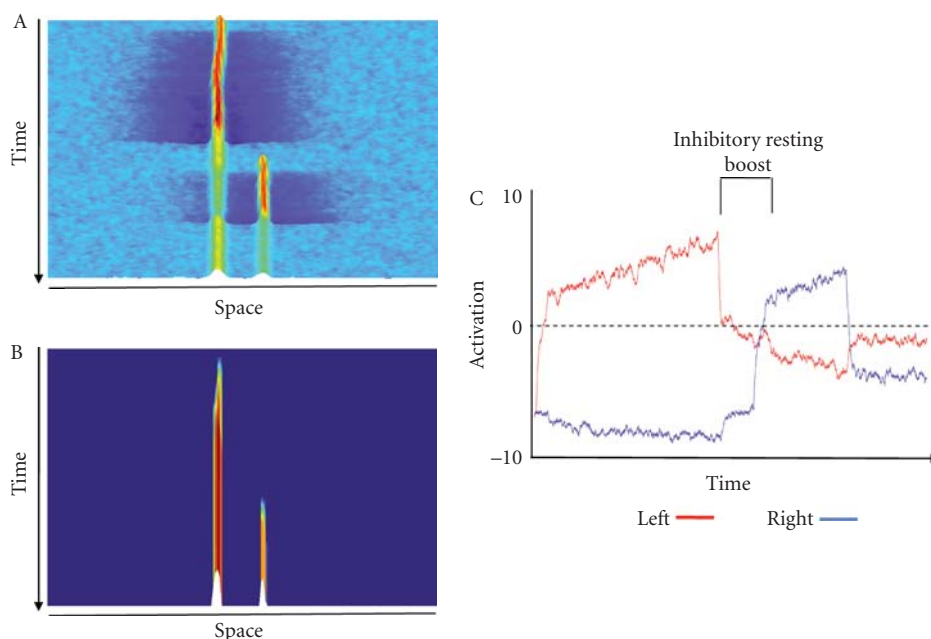 A
Time
Space
B
Time
Space
Inhibitory resting
boost
C
10
Activation
0
–10
Time
Left
Right